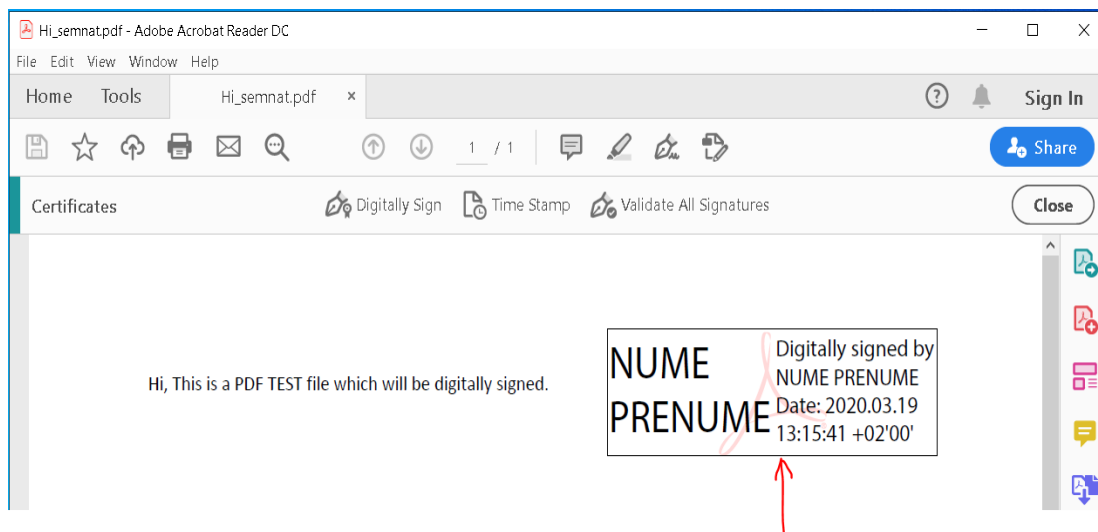 Hi_semnat.pdf - Adobe Acrobat Reader DC
File Edit View Window Help
Home Tools Hi_semnat.pdf × ? Sign In
1 / 1 Share
Certificates Digitally Sign Time Stamp Validate All Signatures Close
Hi, This is a PDF TEST file which will be digitally signed.
NUME
PRENUME
Digitally signed by
NUME PRENUME
Date: 2020.03.19
13:15:41 +02'00'